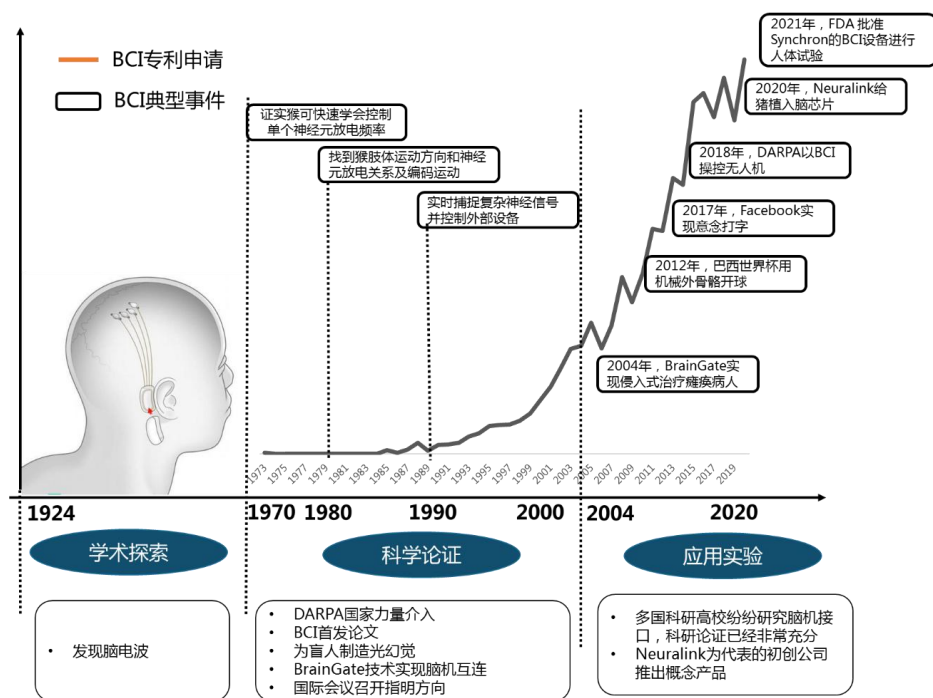 BCI专利申请
BCI典型事件
证实猴可快速学会控制
单个神经元放电频率
找到猴肢体运动方向和神经
元放电关系及编码运动
实时捕捉复杂神经信号
并控制外部设备
2021年，FDA 批准
Synchron的BCI设备进行
人体试验
2020年，Neuralink给
猪植入脑芯片
2018年，DARPA以BCI
操控无人机
2017年，Facebook实
现意念打字
2012年，巴西世界杯用
机械外骨骼开球
2004年，BrainGate实
现侵入式治疗瘫痪病人
1973
1975
1977
1979
1981
1983
1985
1987
1989
1991
1993
1995
1997
1999
2001
2003
2005
2007
2009
2011
2013
2015
2017
2019
1924
1970
1980
1990
2000
2004
2020
学术探索
科学论证
应用实验
• 发现脑电波
• DARPA国家力量介入
• BCI首发论文
• 为盲人制造光幻觉
• BrainGate技术实现脑机互连
• 国际会议召开指明方向
• 多国科研高校纷纷研究脑机接
口，科研论证已经非常充分
• Neuralink为代表的初创公司
推出概念产品